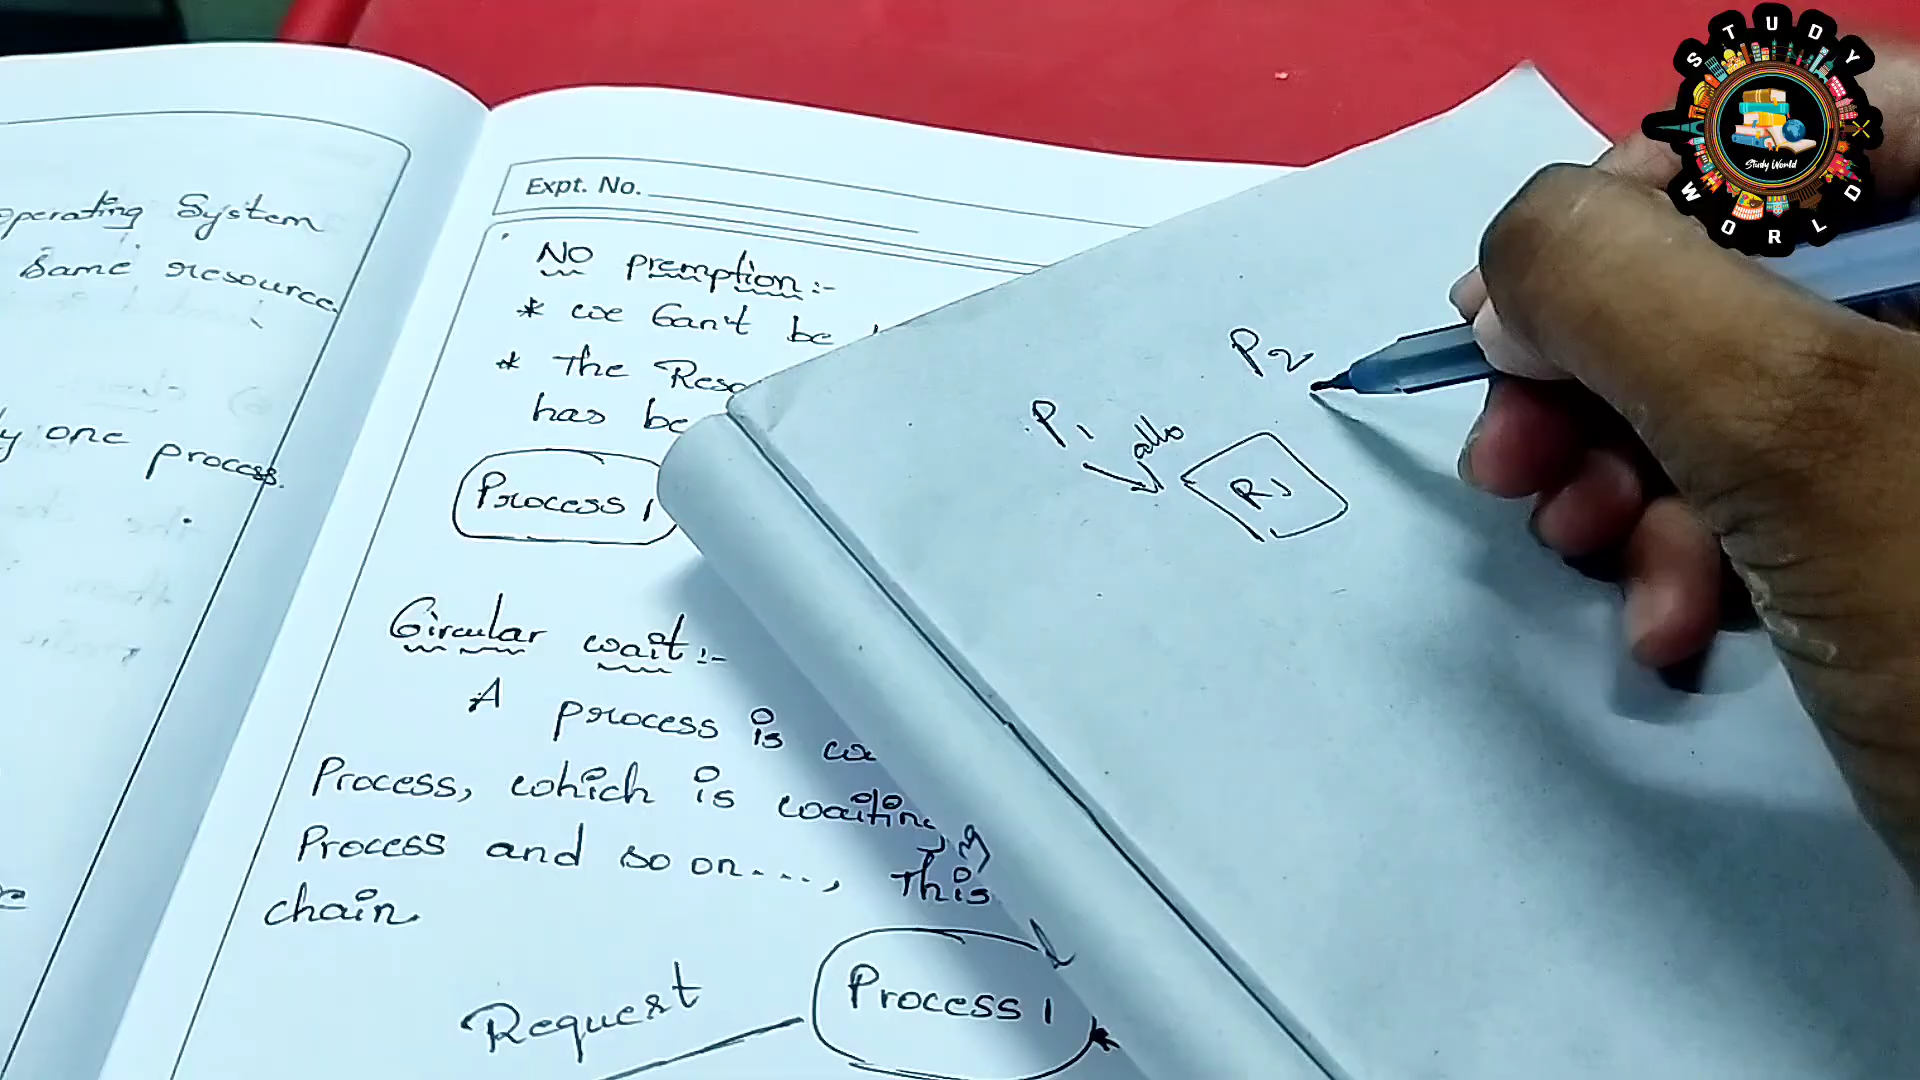 operating System
Same resource.
one process.
Expt. No.
NO premption:-
* we Can't be
* The
has be
Process 1
Circular wait:-
A process is
Process, which is waiting
Process and so on...., This
chain.
Request
Process 1
P1
allo
P2
R1
STUDY
Study World
WORLD